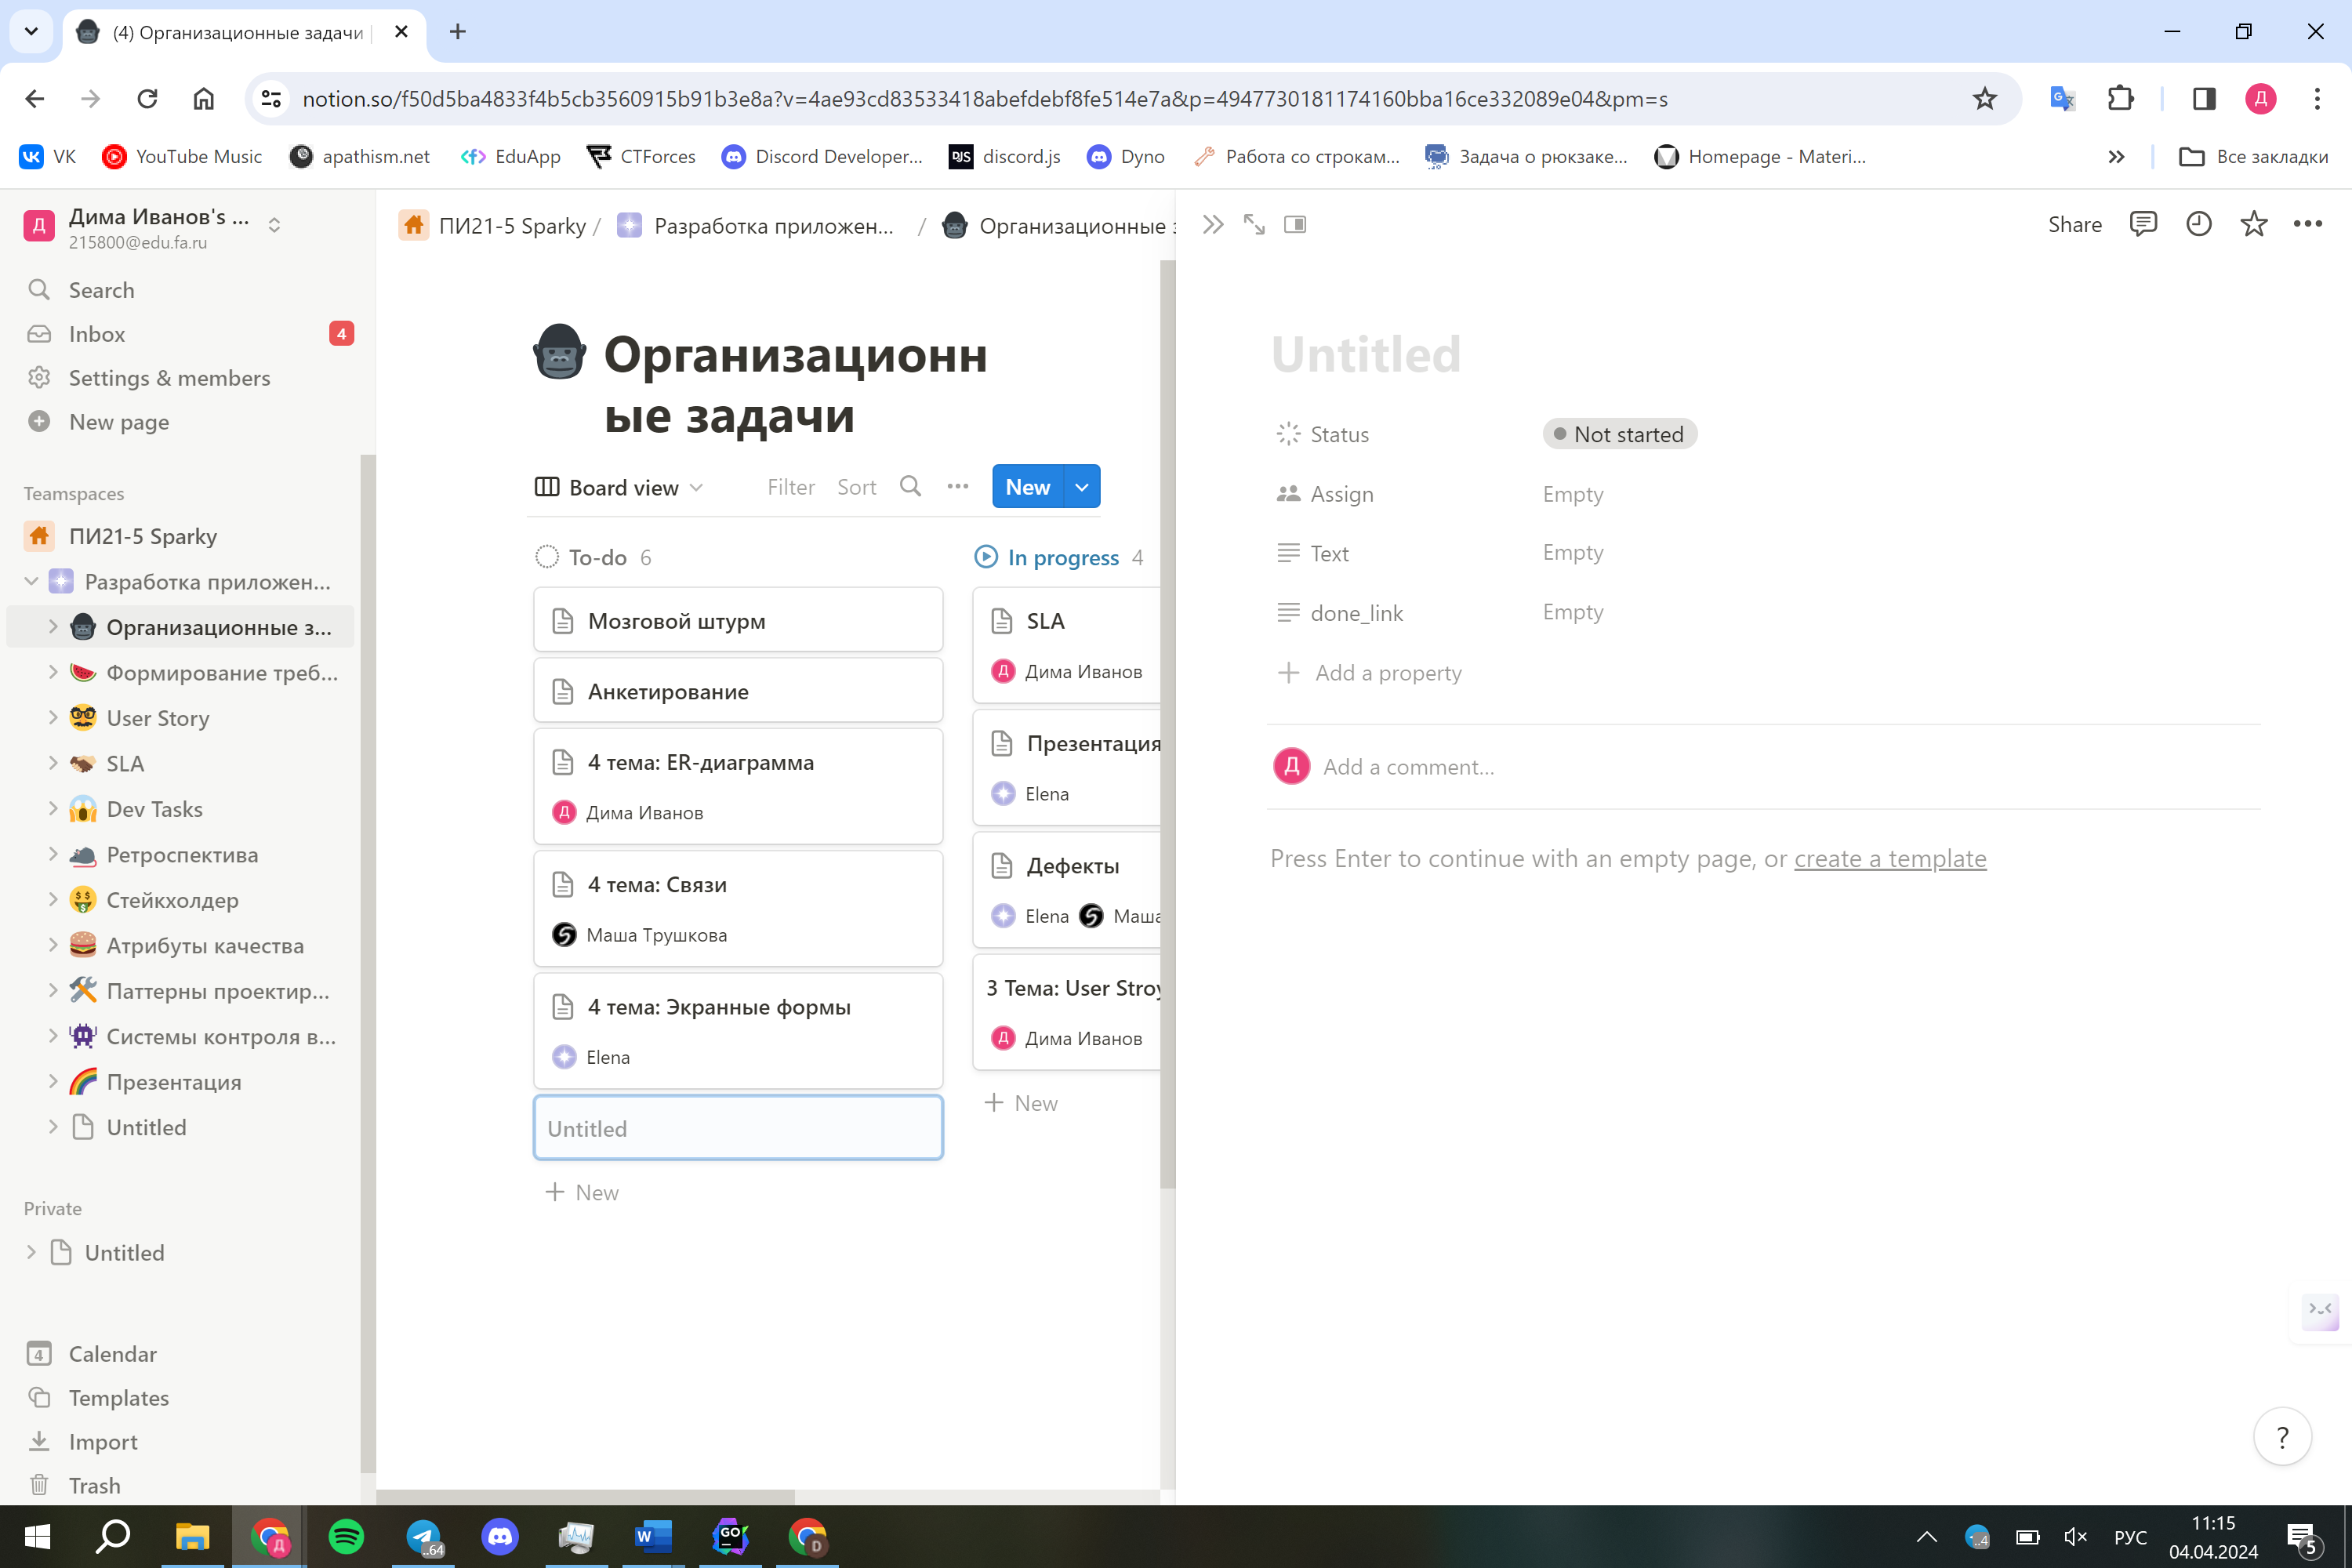 (4) Организационные задачи
notion.so/f50d5ba4833f4b5cb3560915b91b3e8a?v=4ae93cd83533418abefdebf8fe514e7a&p=4947730181174160bba16ce332089e04&pm=s
Д
VK
YouTube Music
apathism.net
EduApp
CTForces
Discord Developer...
DJS
discord.js
Dyno
Работа со строкам...
Задача о рюкзаке...
Homepage - Materi...
Все закладки
Д
Дима Иванов's ...
215800@edu.fa.ru
Search
Inbox
4
Settings & members
New page
Teamspaces
ПИ21-5 Sparky
Разработка приложен...
Организационные з...
Формирование треб...
User Story
SLA
Dev Tasks
Ретроспектива
Стейкхолдер
Атрибуты качества
Паттерны проектир...
Системы контроля в...
Презентация
Untitled
Private
Untitled
4
Calendar
Templates
Import
Trash
ПИ21-5 Sparky / Разработка приложен... / Организационные з
Организационн
ые задачи
Board view
Filter
Sort
New
To-do 6
Мозговой штурм
Анкетирование
4 тема: ER-диаграмма
Д Дима Иванов
4 тема: Связи
Маша Трушкова
4 тема: Экранные формы
Elena
Untitled
New
In progress 4
SLA
Д Дима Иванов
Презентация
Elena
Дефекты
Elena Маша
3 Тема: User Stroy
Д Дима Иванов
New
Share
Untitled
Status
Not started
Assign
Empty
Text
Empty
done_link
Empty
Add a property
Д Add a comment...
Press Enter to continue with an empty page, or create a template
?
Д
..64
W
GO
D
..4
РУС
11:15
04.04.2024
5